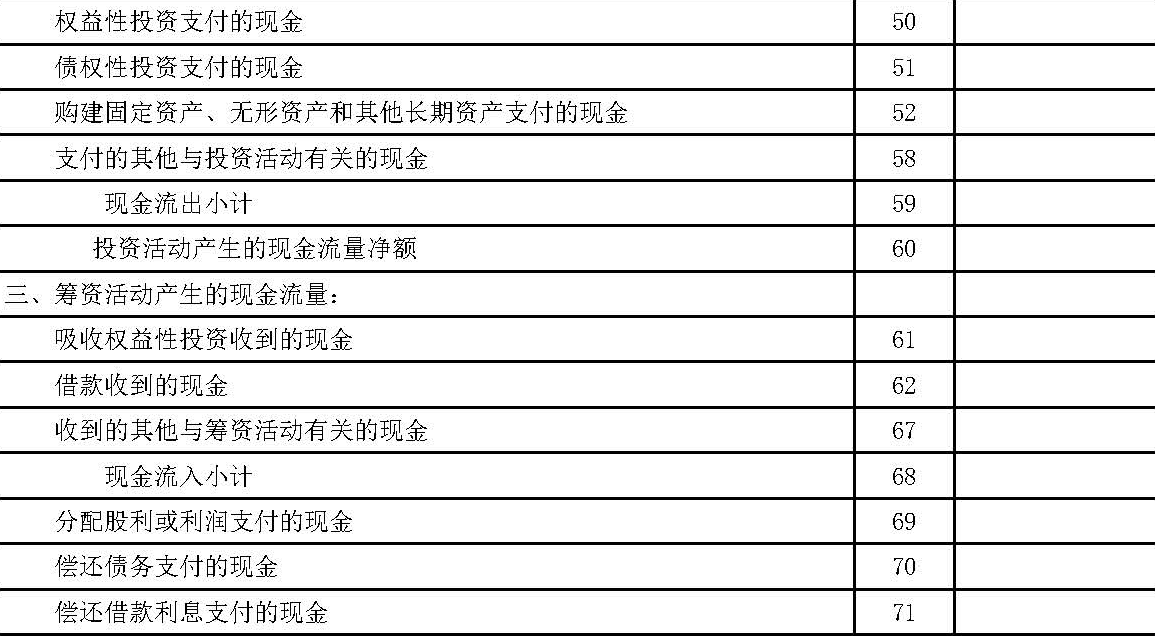 权益性投资支付的现金 50
债权性投资支付的现金 51
购建固定资产、无形资产和其他长期资产支付的现金 52
支付的其他与投资活动有关的现金 58
现金流出小计 59
投资活动产生的现金流量净额 60
三、筹资活动产生的现金流量：
吸收权益性投资收到的现金 61
借款收到的现金 62
收到的其他与筹资活动有关的现金 67
现金流入小计 68
分配股利或利润支付的现金 69
偿还债务支付的现金 70
偿还借款利息支付的现金 71